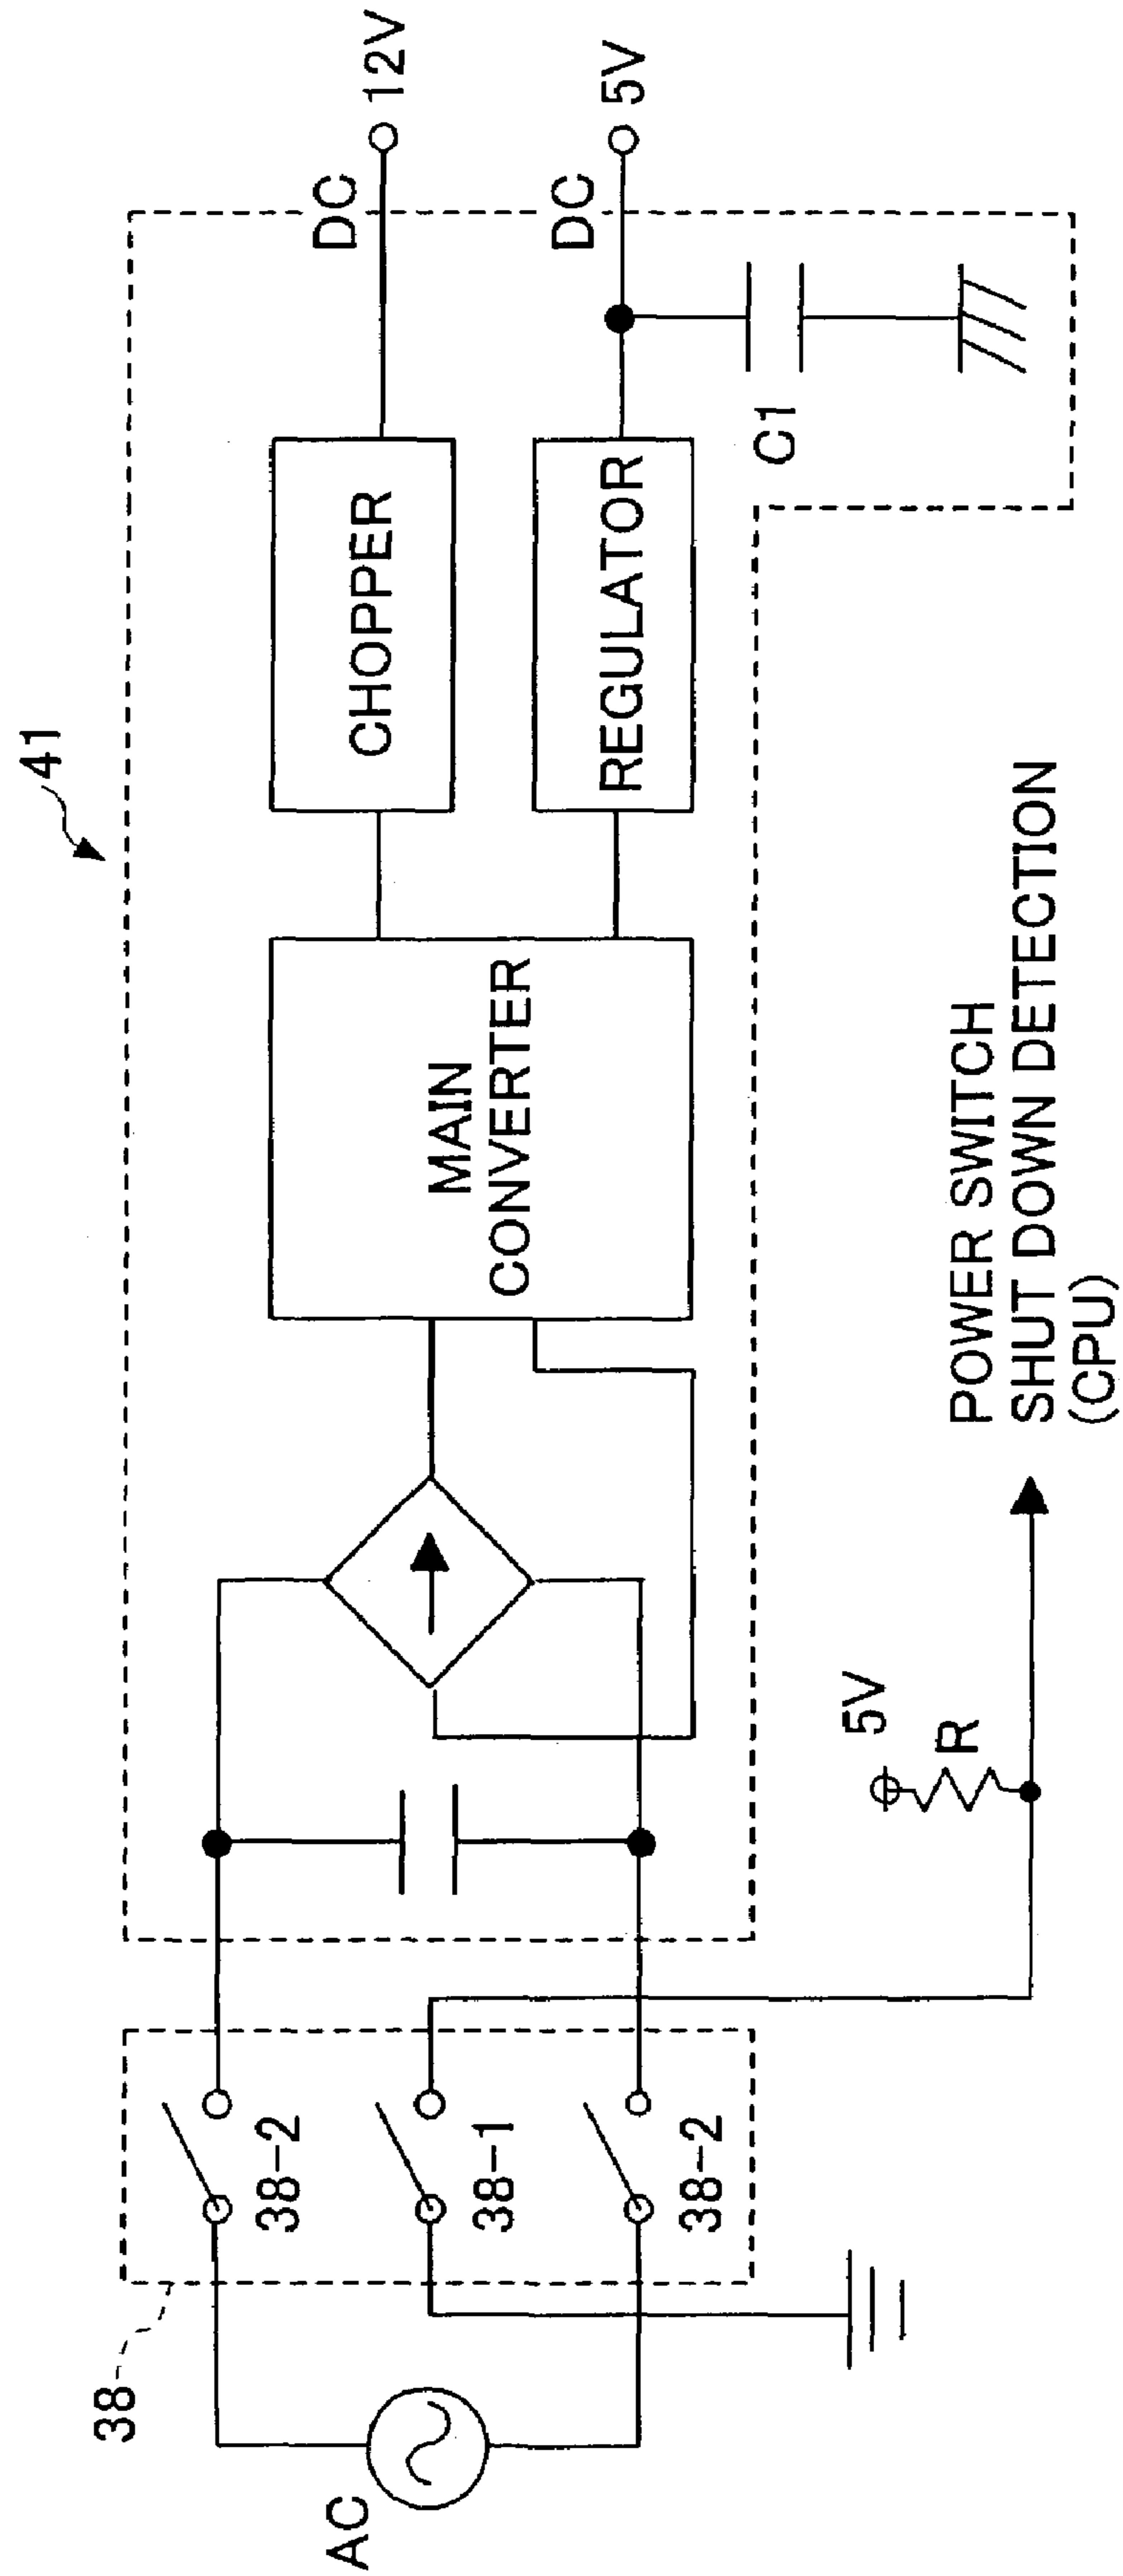 41
DC
12V
DC
5V
CHOPPER
REGULATOR
C1
MAIN
CONVERTER
38
38-2
38-1
38-2
AC
5V
R
POWER SWITCH
SHUT DOWN DETECTION
(CPU)